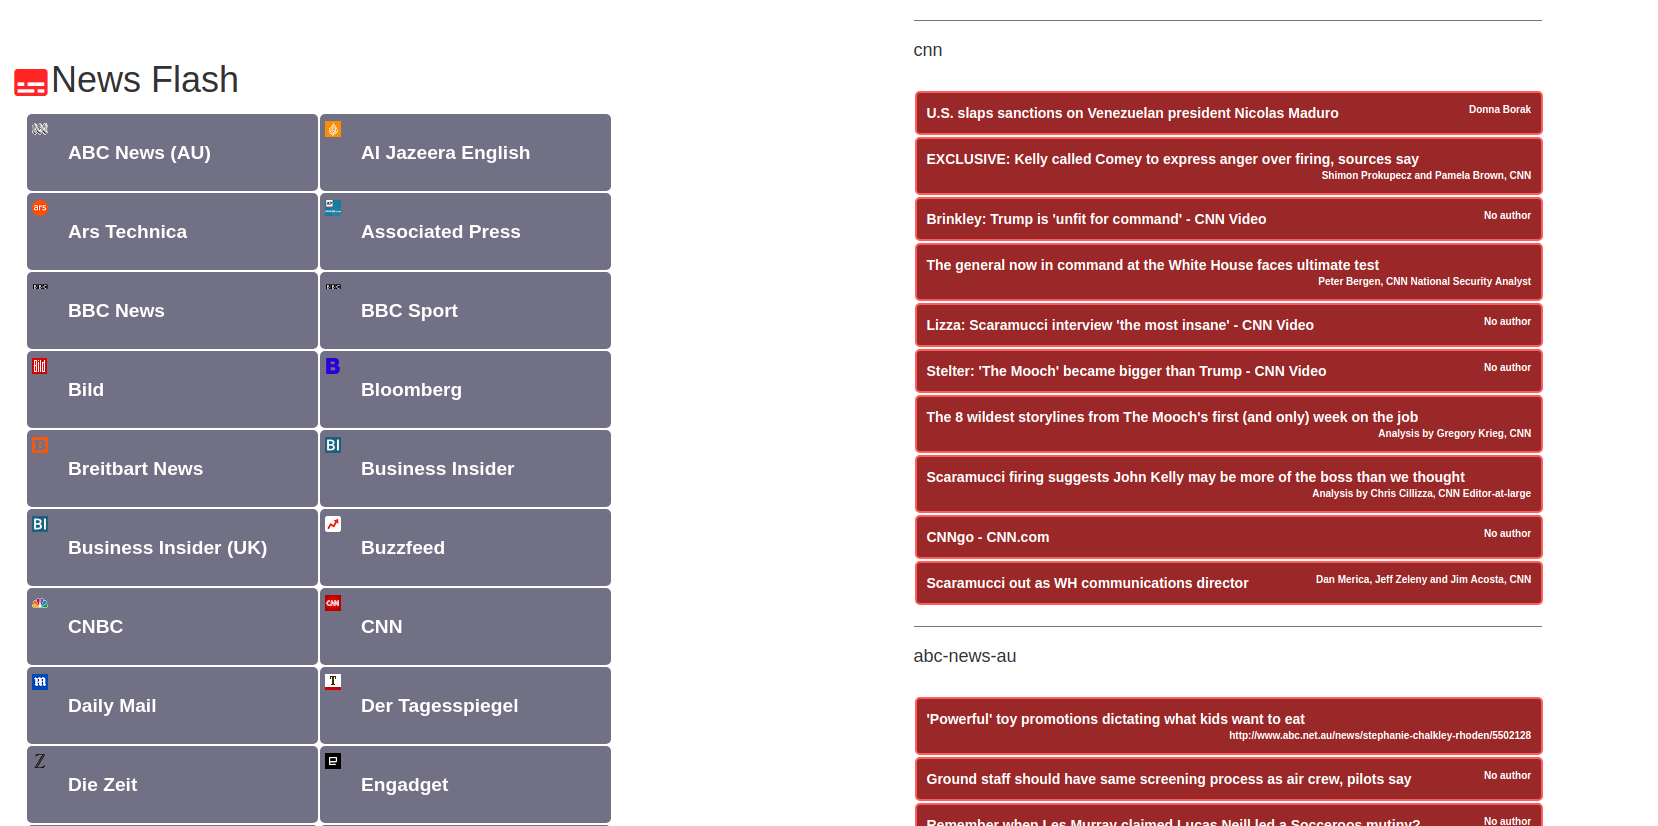 News Flash
ABC News (AU)
Al Jazeera English
Ars Technica
Associated Press
BBC News
BBC Sport
Bild
Bloomberg
Breitbart News
Business Insider
Business Insider (UK)
Buzzfeed
CNBC
CNN
Daily Mail
Der Tagesspiegel
Die Zeit
Engadget
cnn
U.S. slaps sanctions on Venezuelan president Nicolas Maduro
Donna Borak
EXCLUSIVE: Kelly called Comey to express anger over firing, sources say
Shimon Prokupecz and Pamela Brown, CNN
Brinkley: Trump is 'unfit for command' - CNN Video
No author
The general now in command at the White House faces ultimate test
Peter Bergen, CNN National Security Analyst
Lizza: Scaramucci interview 'the most insane' - CNN Video
No author
Stelter: 'The Mooch' became bigger than Trump - CNN Video
No author
The 8 wildest storylines from The Mooch's first (and only) week on the job
Analysis by Gregory Krieg, CNN
Scaramucci firing suggests John Kelly may be more of the boss than we thought
Analysis by Chris Cillizza, CNN Editor-at-large
CNNgo - CNN.com
No author
Scaramucci out as WH communications director
Dan Merica, Jeff Zeleny and Jim Acosta, CNN
abc-news-au
'Powerful' toy promotions dictating what kids want to eat
http://www.abc.net.au/news/stephanie-chalkley-rhoden/5502128
Ground staff should have same screening process as air crew, pilots say
No author
Remember when Les Murray claimed Lucas Neill led a Socceroos mutiny?
No author